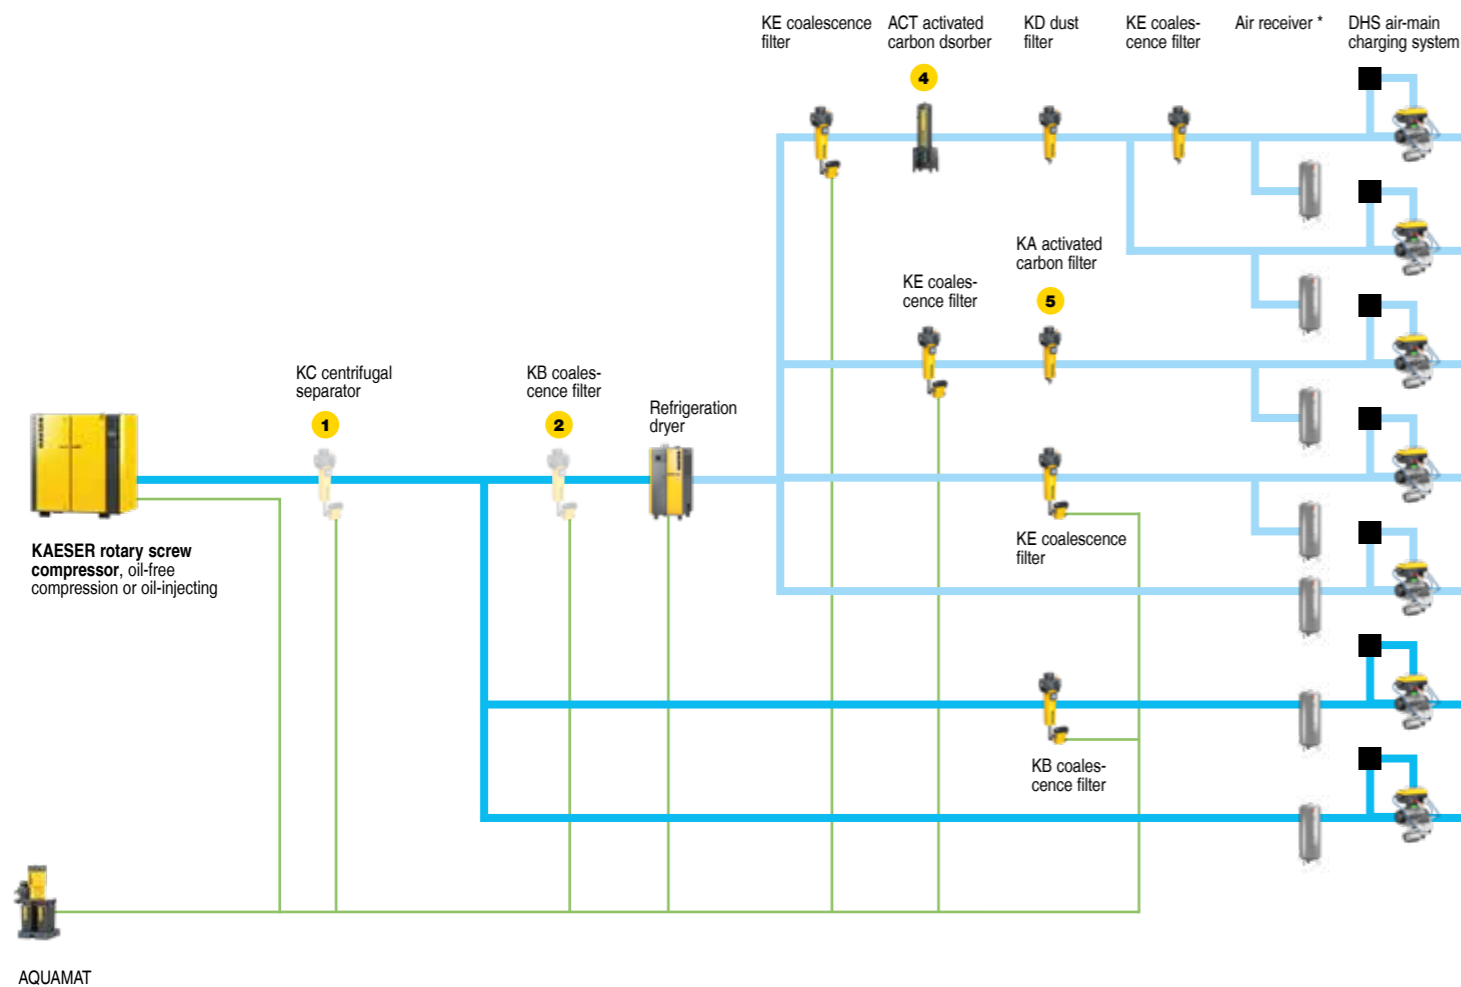 KE coalescence
filter
ACT activated
carbon dsorber
KD dust
filter
KE coales-
cence filter
Air receiver *
DHS air-main
charging system
4
KA activated
carbon filter
KE coales-
cence filter
5
KC centrifugal
separator
KB coales-
cence filter
Refrigeration
dryer
1
2
KAESER rotary screw
compressor, oil-free
compression or oil-injecting
KE coalescence
filter
KB coales-
cence filter
AQUAMAT